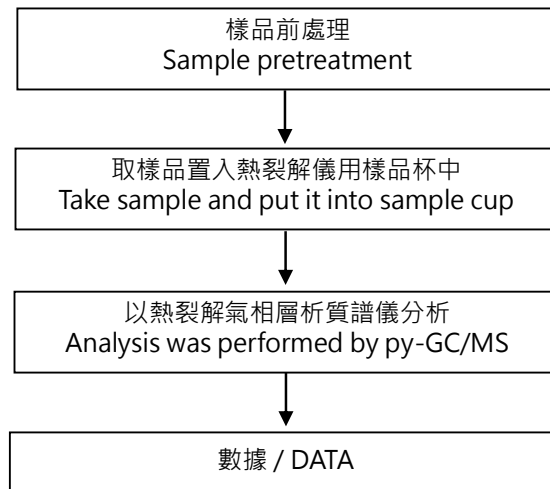 樣品前處理
Sample pretreatment
取樣品置入熱裂解儀用樣品杯中
Take sample and put it into sample cup
以熱裂解氣相層析質譜儀分析
Analysis was performed by py-GC/MS
數據 / DATA